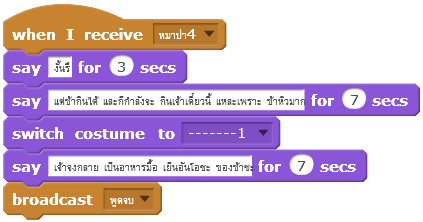 when I receive หมาป่า4
say งั้นรึ for 3 secs
say แต่ข้ากินได้ และก็กำลังจะ กินเจ้าเดี๋ยวนี้ แหละเพราะ ข้าหิวมาก for 7 secs
switch costume to -------1
say เจ้าจงกลาย เป็นอาหารมื้อ เย็นอันโอชะ ของข้าซะ for 7 secs
broadcast พูดจบ